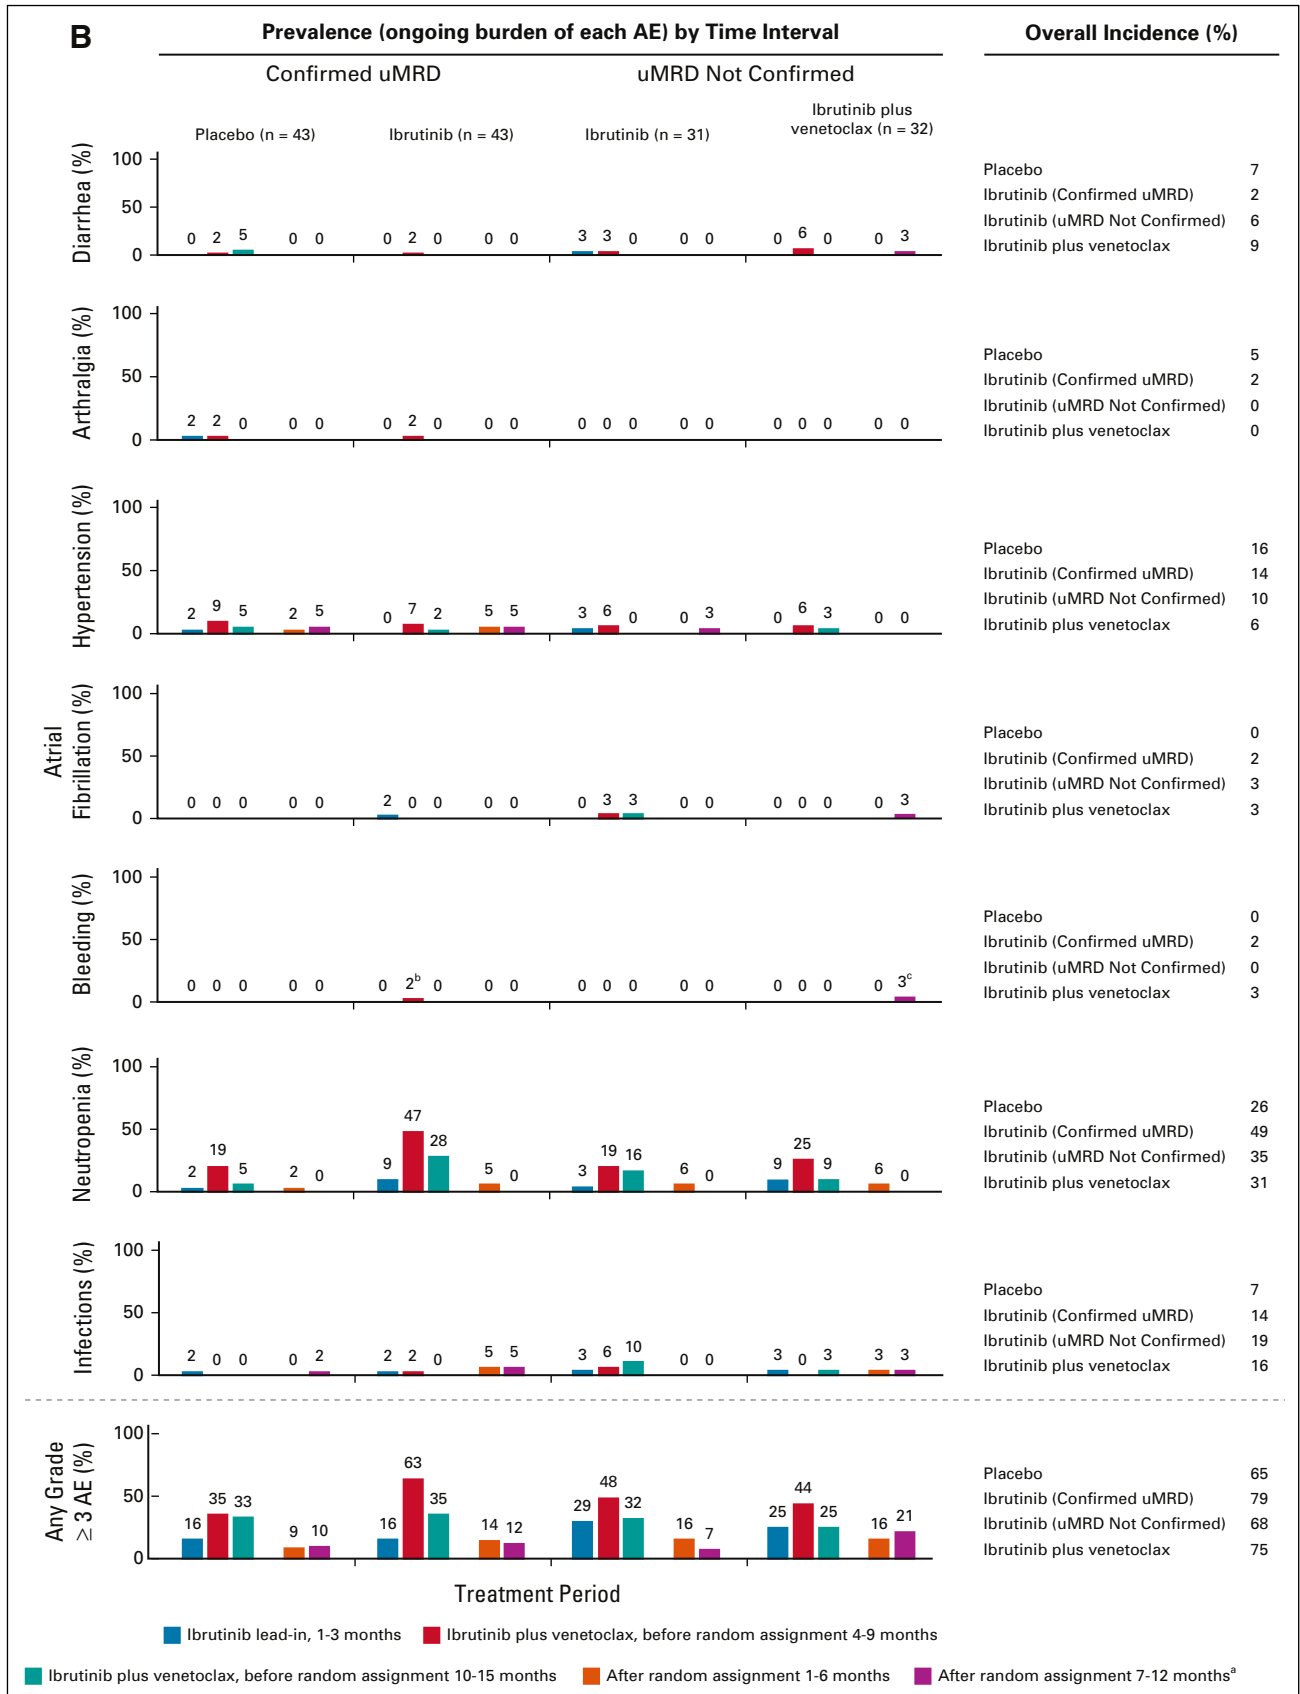 B
Prevalence (ongoing burden of each AE) by Time Interval
Overall Incidence (%)
Confirmed uMRD
uMRD Not Confirmed
Placebo (n = 43)
Ibrutinib (n = 43)
Ibrutinib (n = 31)
Ibrutinib plus
venetoclax (n = 32)
Diarrhea (%)
100
50
0
0 2 5 0 0
0 2 0 0 0
3 3 0 0 0
0 6 0 0 3
Placebo 7
Ibrutinib (Confirmed uMRD) 2
Ibrutinib (uMRD Not Confirmed) 6
Ibrutinib plus venetoclax 9
Arthralgia (%)
100
50
0
2 2 0 0 0
0 2 0 0 0
0 0 0 0 0
0 0 0 0 0
Placebo 5
Ibrutinib (Confirmed uMRD) 2
Ibrutinib (uMRD Not Confirmed) 0
Ibrutinib plus venetoclax 0
Hypertension (%)
100
50
0
2 9 5 2 5
0 7 2 5 5
3 6 0 0 3
0 6 3 0 0
Placebo 16
Ibrutinib (Confirmed uMRD) 14
Ibrutinib (uMRD Not Confirmed) 10
Ibrutinib plus venetoclax 6
Atrial
Fibrillation (%)
100
50
0
0 0 0 0 0
2 0 0 0 0
0 3 3 0 0
0 0 0 0 3
Placebo 0
Ibrutinib (Confirmed uMRD) 2
Ibrutinib (uMRD Not Confirmed) 3
Ibrutinib plus venetoclax 3
Bleeding (%)
100
50
0
0 0 0 0 0
0 2b 0 0 0
0 0 0 0 0
0 0 0 0 3c
Placebo 0
Ibrutinib (Confirmed uMRD) 2
Ibrutinib (uMRD Not Confirmed) 0
Ibrutinib plus venetoclax 3
Neutropenia (%)
100
50
0
2 19 5 2 0
9 47 28 5 0
3 19 16 6 0
9 25 9 6 0
Placebo 26
Ibrutinib (Confirmed uMRD) 49
Ibrutinib (uMRD Not Confirmed) 35
Ibrutinib plus venetoclax 31
Infections (%)
100
50
0
2 0 0 0 2
2 2 0 5 5
3 6 10 0 0
3 0 3 3 3
Placebo 7
Ibrutinib (Confirmed uMRD) 14
Ibrutinib (uMRD Not Confirmed) 19
Ibrutinib plus venetoclax 16
Any Grade
≥ 3 AE (%)
100
50
0
16 35 33 9 10
16 63 35 14 12
29 48 32 16 7
25 44 25 16 21
Placebo 65
Ibrutinib (Confirmed uMRD) 79
Ibrutinib (uMRD Not Confirmed) 68
Ibrutinib plus venetoclax 75
Treatment Period
Ibrutinib lead-in, 1-3 months
Ibrutinib plus venetoclax, before random assignment 4-9 months
Ibrutinib plus venetoclax, before random assignment 10-15 months
After random assignment 1-6 months
After random assignment 7-12 monthsa